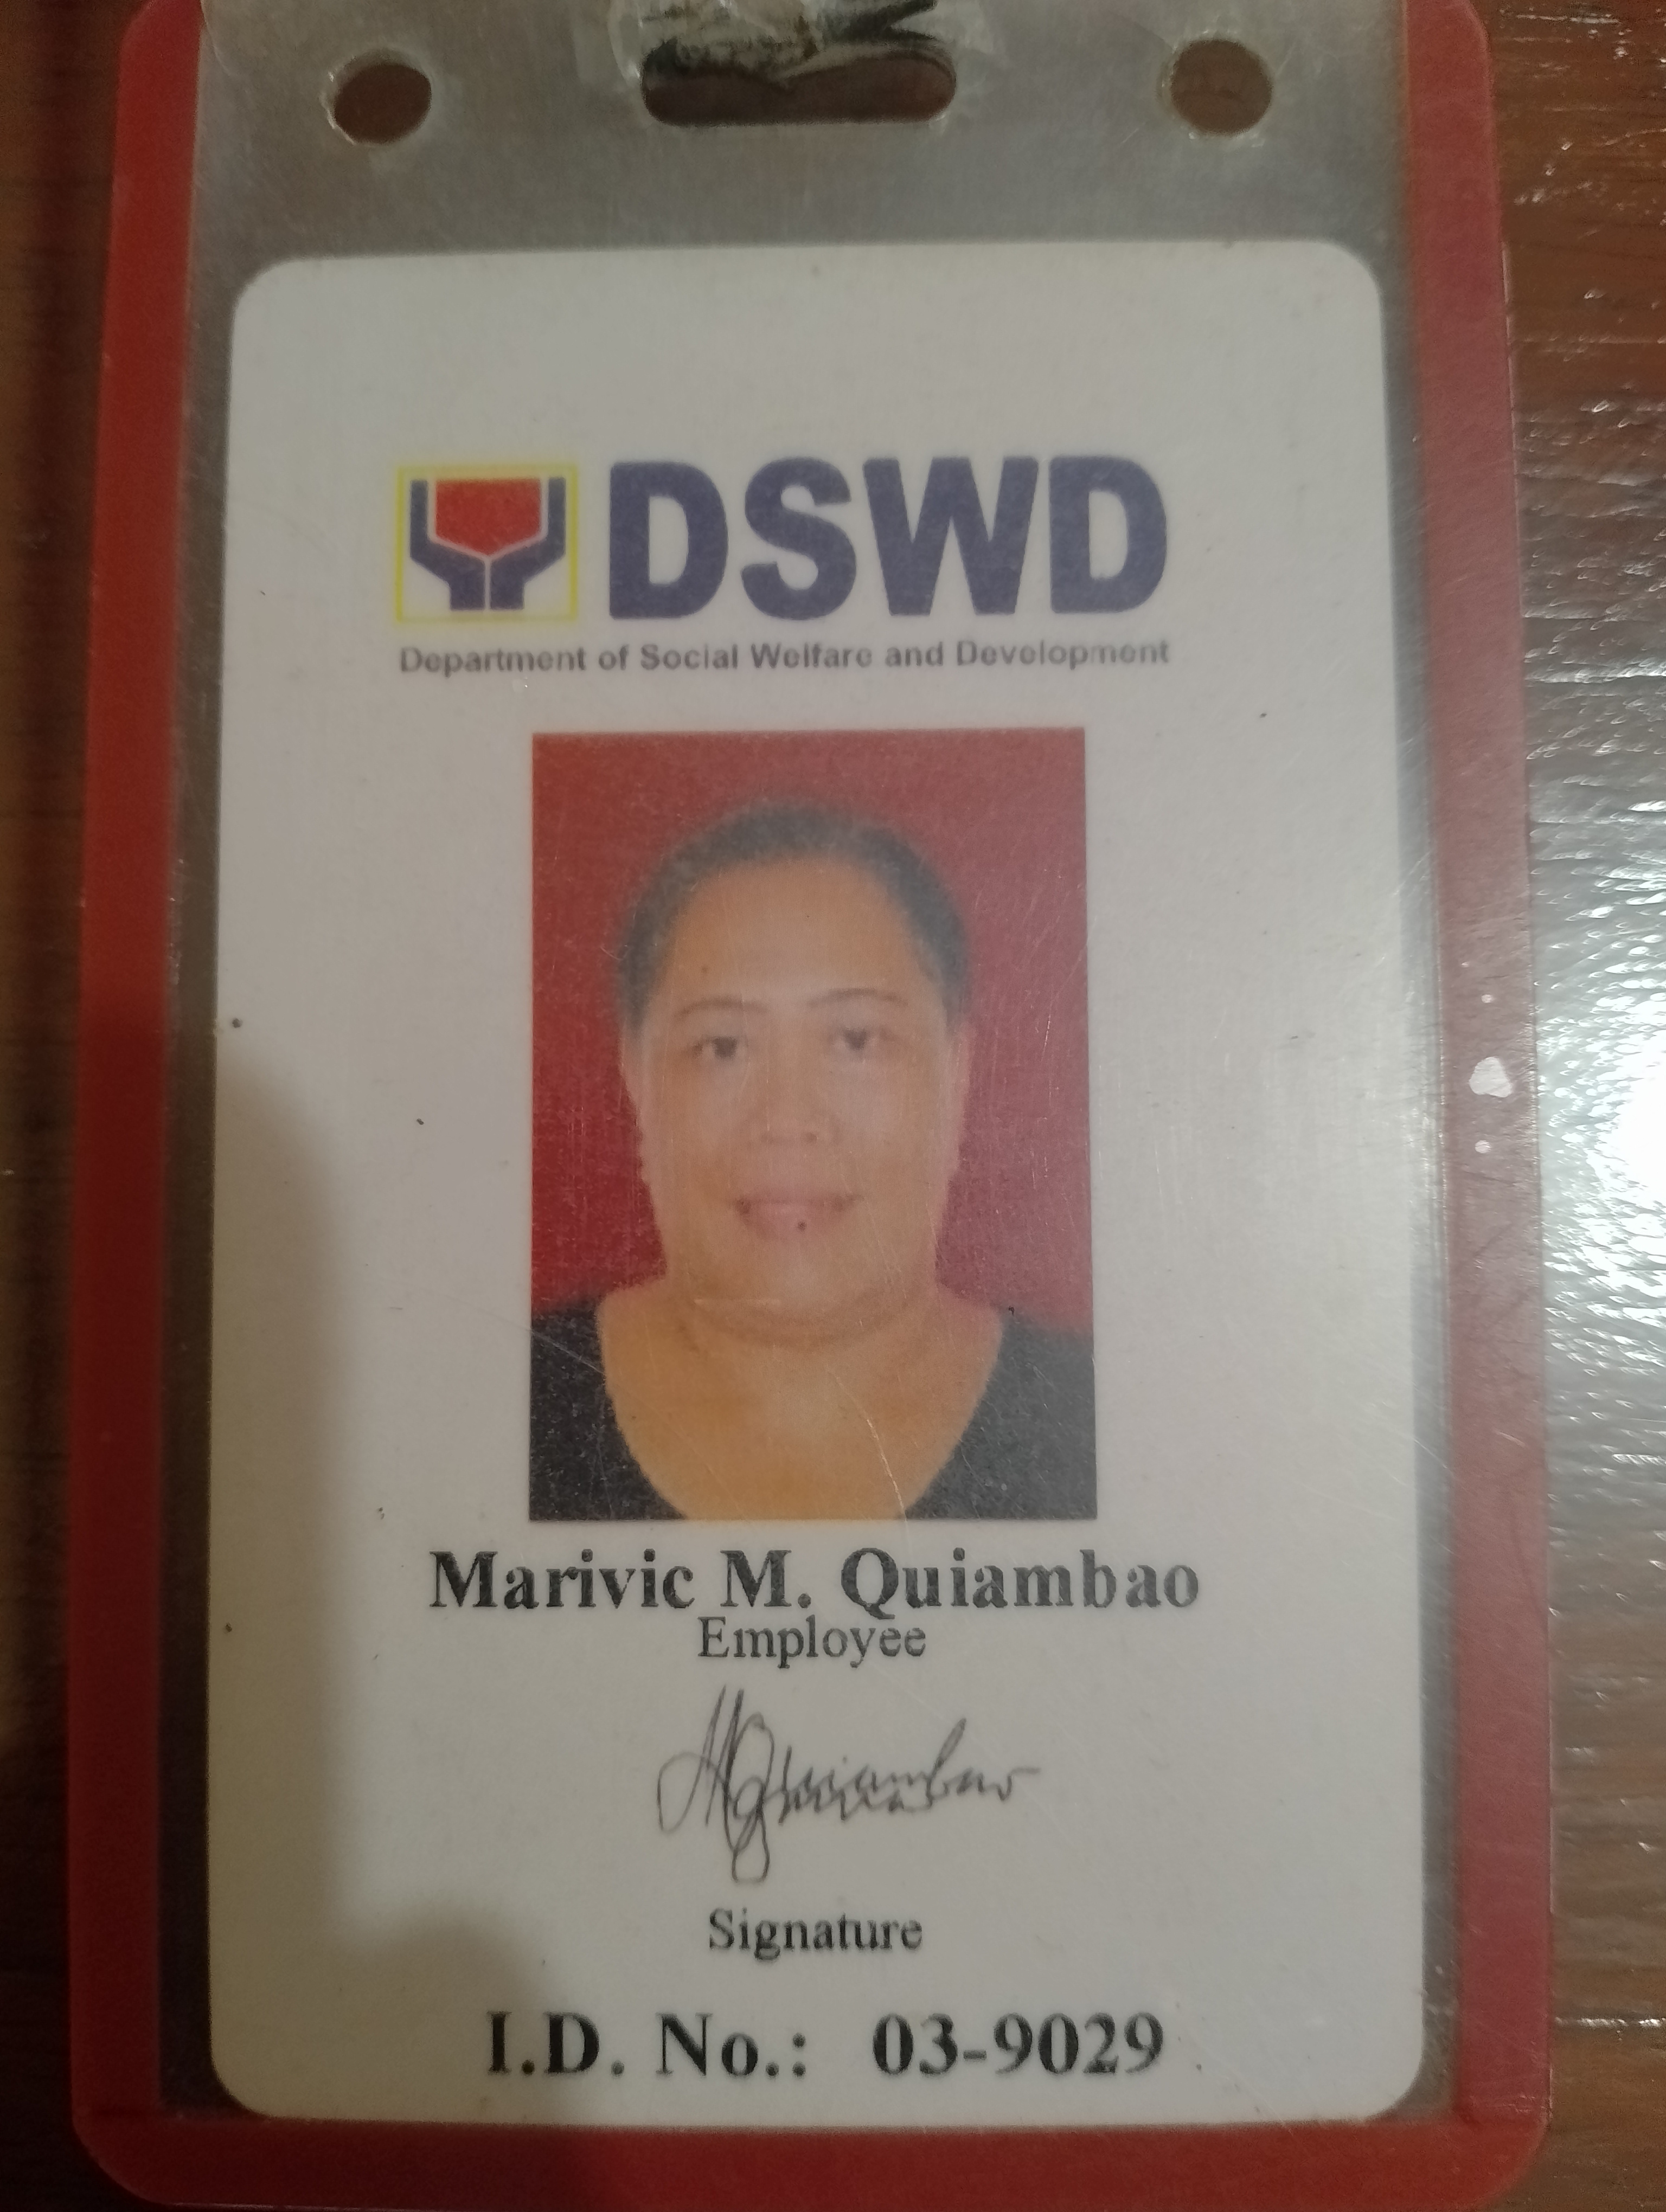 DSWD
Department of Social Welfare and Development
Marivic M. Quiambao
Employee
MQuiambao
Signature
I.D. No.: 03-9029